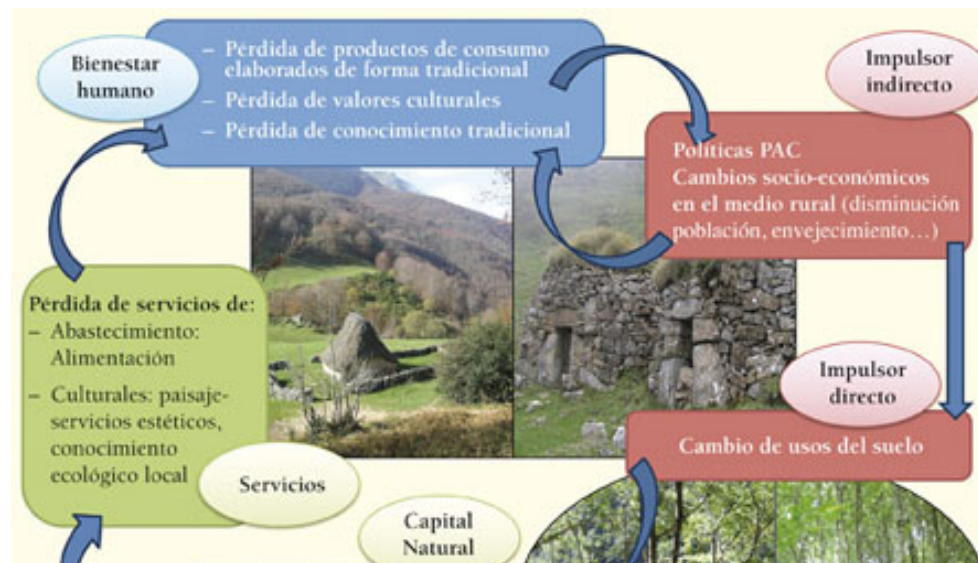 Bienestar
humano
– Pérdida de productos de consumo
elaborados de forma tradicional
– Pérdida de valores culturales
– Pérdida de conocimiento tradicional
Impulsor
indirecto
Políticas PAC
Cambios socio-económicos
en el medio rural (disminución
población, envejecimiento…)
Pérdida de servicios de:
– Abastecimiento:
Alimentación
– Culturales: paisaje-
servicios estéticos,
conocimiento
ecológico local
Servicios
Impulsor
directo
Cambio de usos del suelo
Capital
Natural